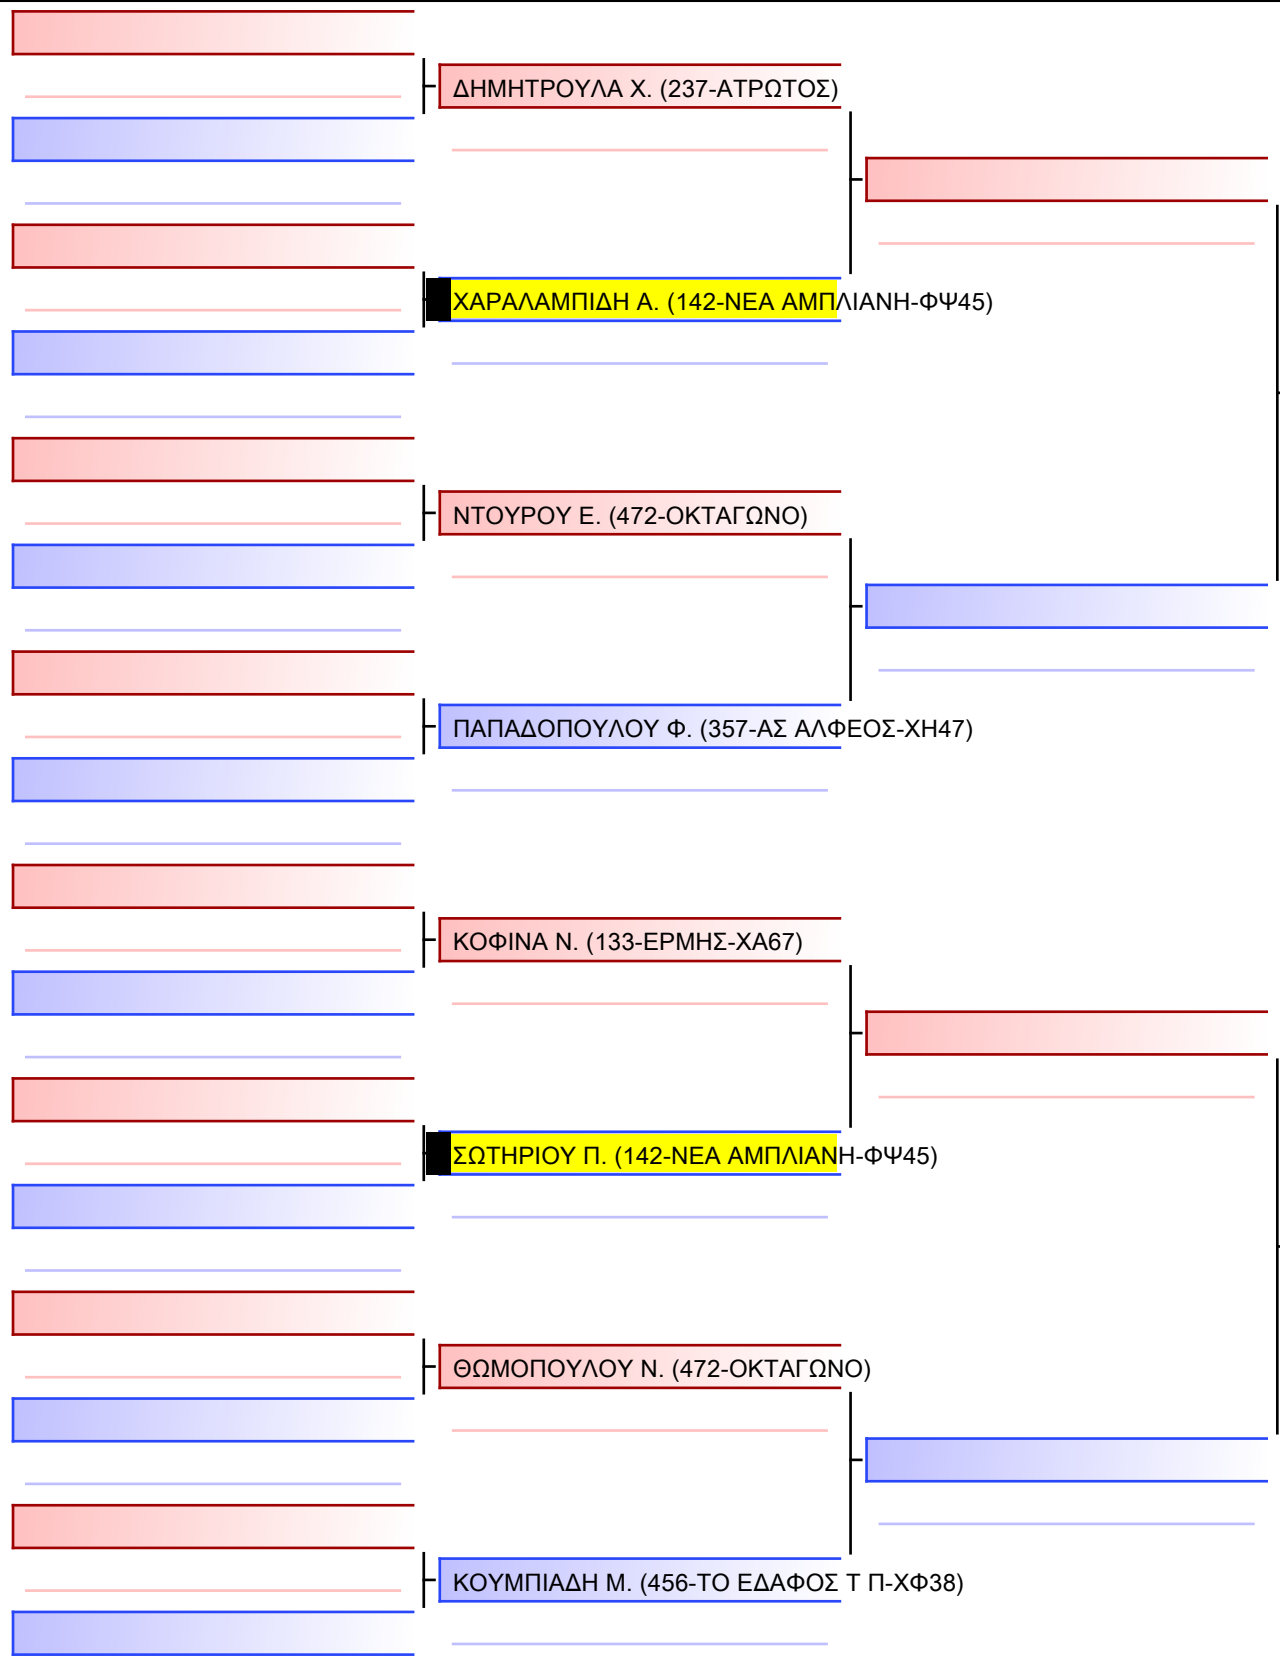 ΔΗΜΗΤΡΟΥΛΑ Χ. (237-ΑΤΡΩΤΟΣ)
ΧΑΡΑΛΑΜΠΙΔΗ Α. (142-ΝΕΑ ΑΜΠΛΙΑΝΗ-ΦΨ45)
ΝΤΟΥΡΟΥ Ε. (472-ΟΚΤΑΓΩΝΟ)
ΠΑΠΑΔΟΠΟΥΛΟΥ Φ. (357-ΑΣ ΑΛΦΕΟΣ-ΧΗ47)
ΚΟΦΙΝΑ Ν. (133-ΕΡΜΗΣ-ΧΑ67)
ΣΩΤΗΡΙΟΥ Π. (142-ΝΕΑ ΑΜΠΛΙΑΝΗ-ΦΨ45)
ΘΩΜΟΠΟΥΛΟΥ Ν. (472-ΟΚΤΑΓΩΝΟ)
ΚΟΥΜΠΙΑΔΗ Μ. (456-ΤΟ ΕΔΑΦΟΣ Τ Π-ΧΦ38)